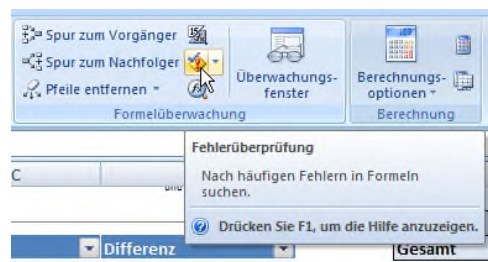 Spur zum Vorgänger
Spur zum Nachfolger
Pfeile entfernen
Überwachungs-
fenster
Berechnungs-
optionen
Formelüberwachung
Berechnung
Fehlerüberprüfung
Nach häufigen Fehlern in Formeln
suchen.
Drücken Sie F1, um die Hilfe anzuzeigen.
C
Differenz
Gesamt